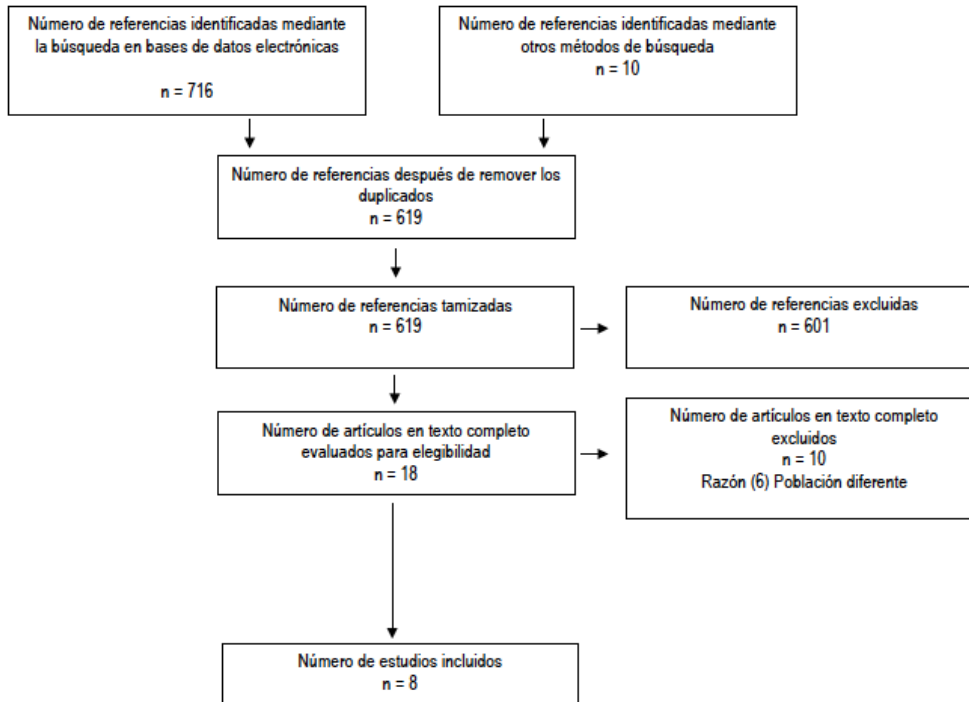 Número de referencias identificadas mediante
la búsqueda en bases de datos electrónicas
n = 716
Número de referencias identificadas mediante
otros métodos de búsqueda
n = 10
Número de referencias después de remover los
duplicados
n = 619
Número de referencias tamizadas
n = 619
Número de referencias excluidas
n = 601
Número de artículos en texto completo
evaluados para elegibilidad
n = 18
Número de artículos en texto completo
excluidos
n = 10
Razón (6) Población diferente
Número de estudios incluidos
n = 8